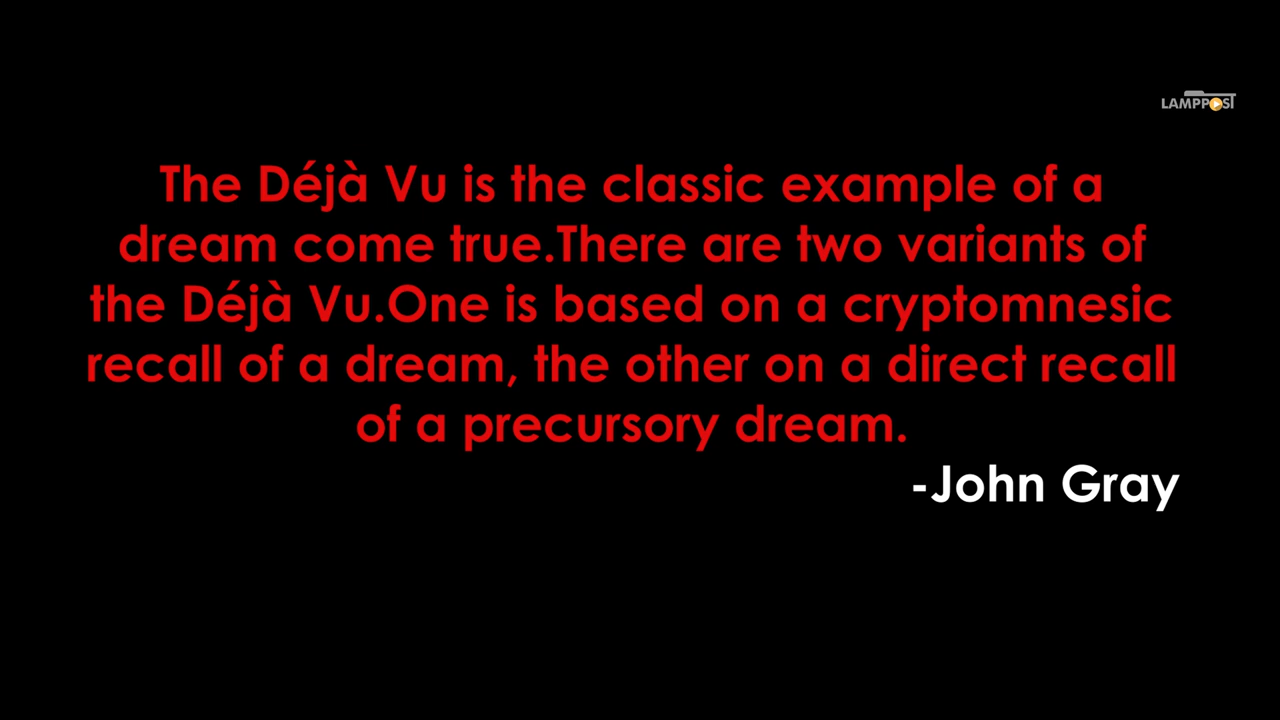 LAMPPOST
The Déjà Vu is the classic example of a
dream come true.There are two variants of
the Déjà Vu.One is based on a cryptomnesic
recall of a dream, the other on a direct recall
of a precursory dream.
-John Gray